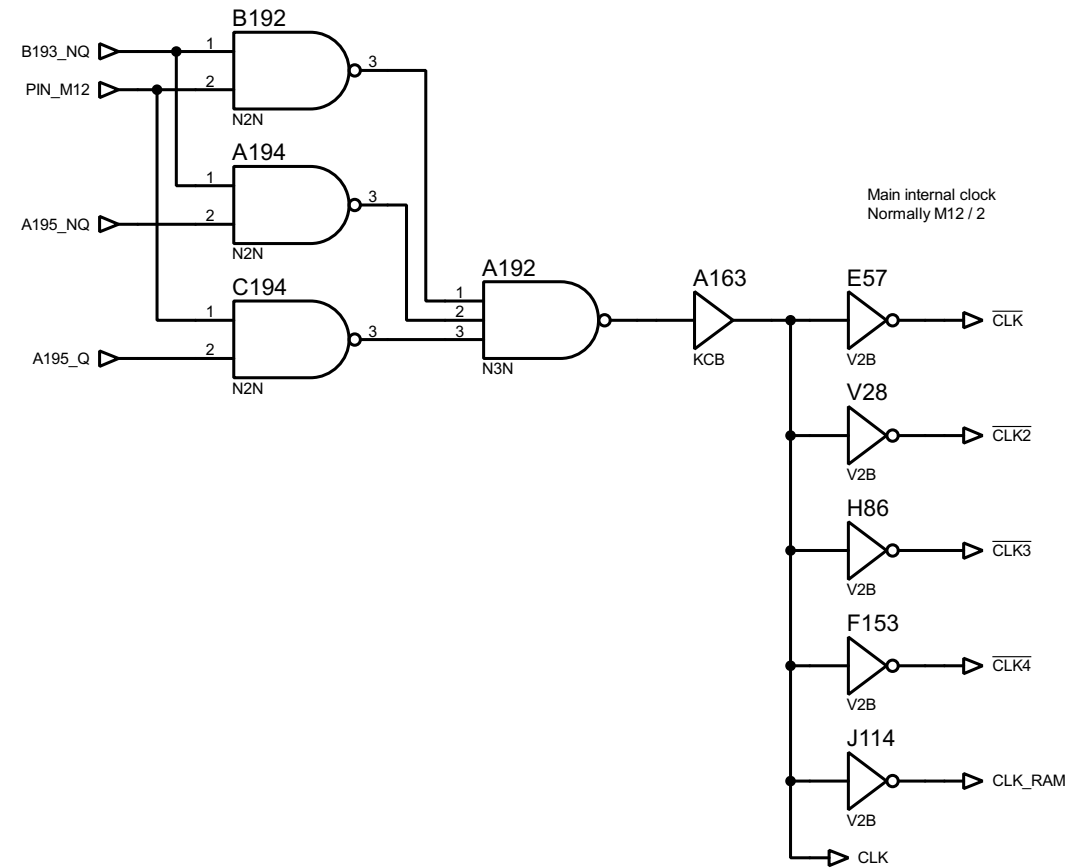 B192
B193_NQ
1
3
PIN_M12
2
N2N
A194
1
3
A195_NQ
2
N2N
Main internal clock
Normally M12 / 2
C194
A192
A163
E57
1
1
2
3
CLK
3
A195_Q
2
N2N
N3N
KCB
V2B
V28
CLK2
V2B
H86
CLK3
V2B
F153
CLK4
V2B
J114
CLK_RAM
V2B
CLK